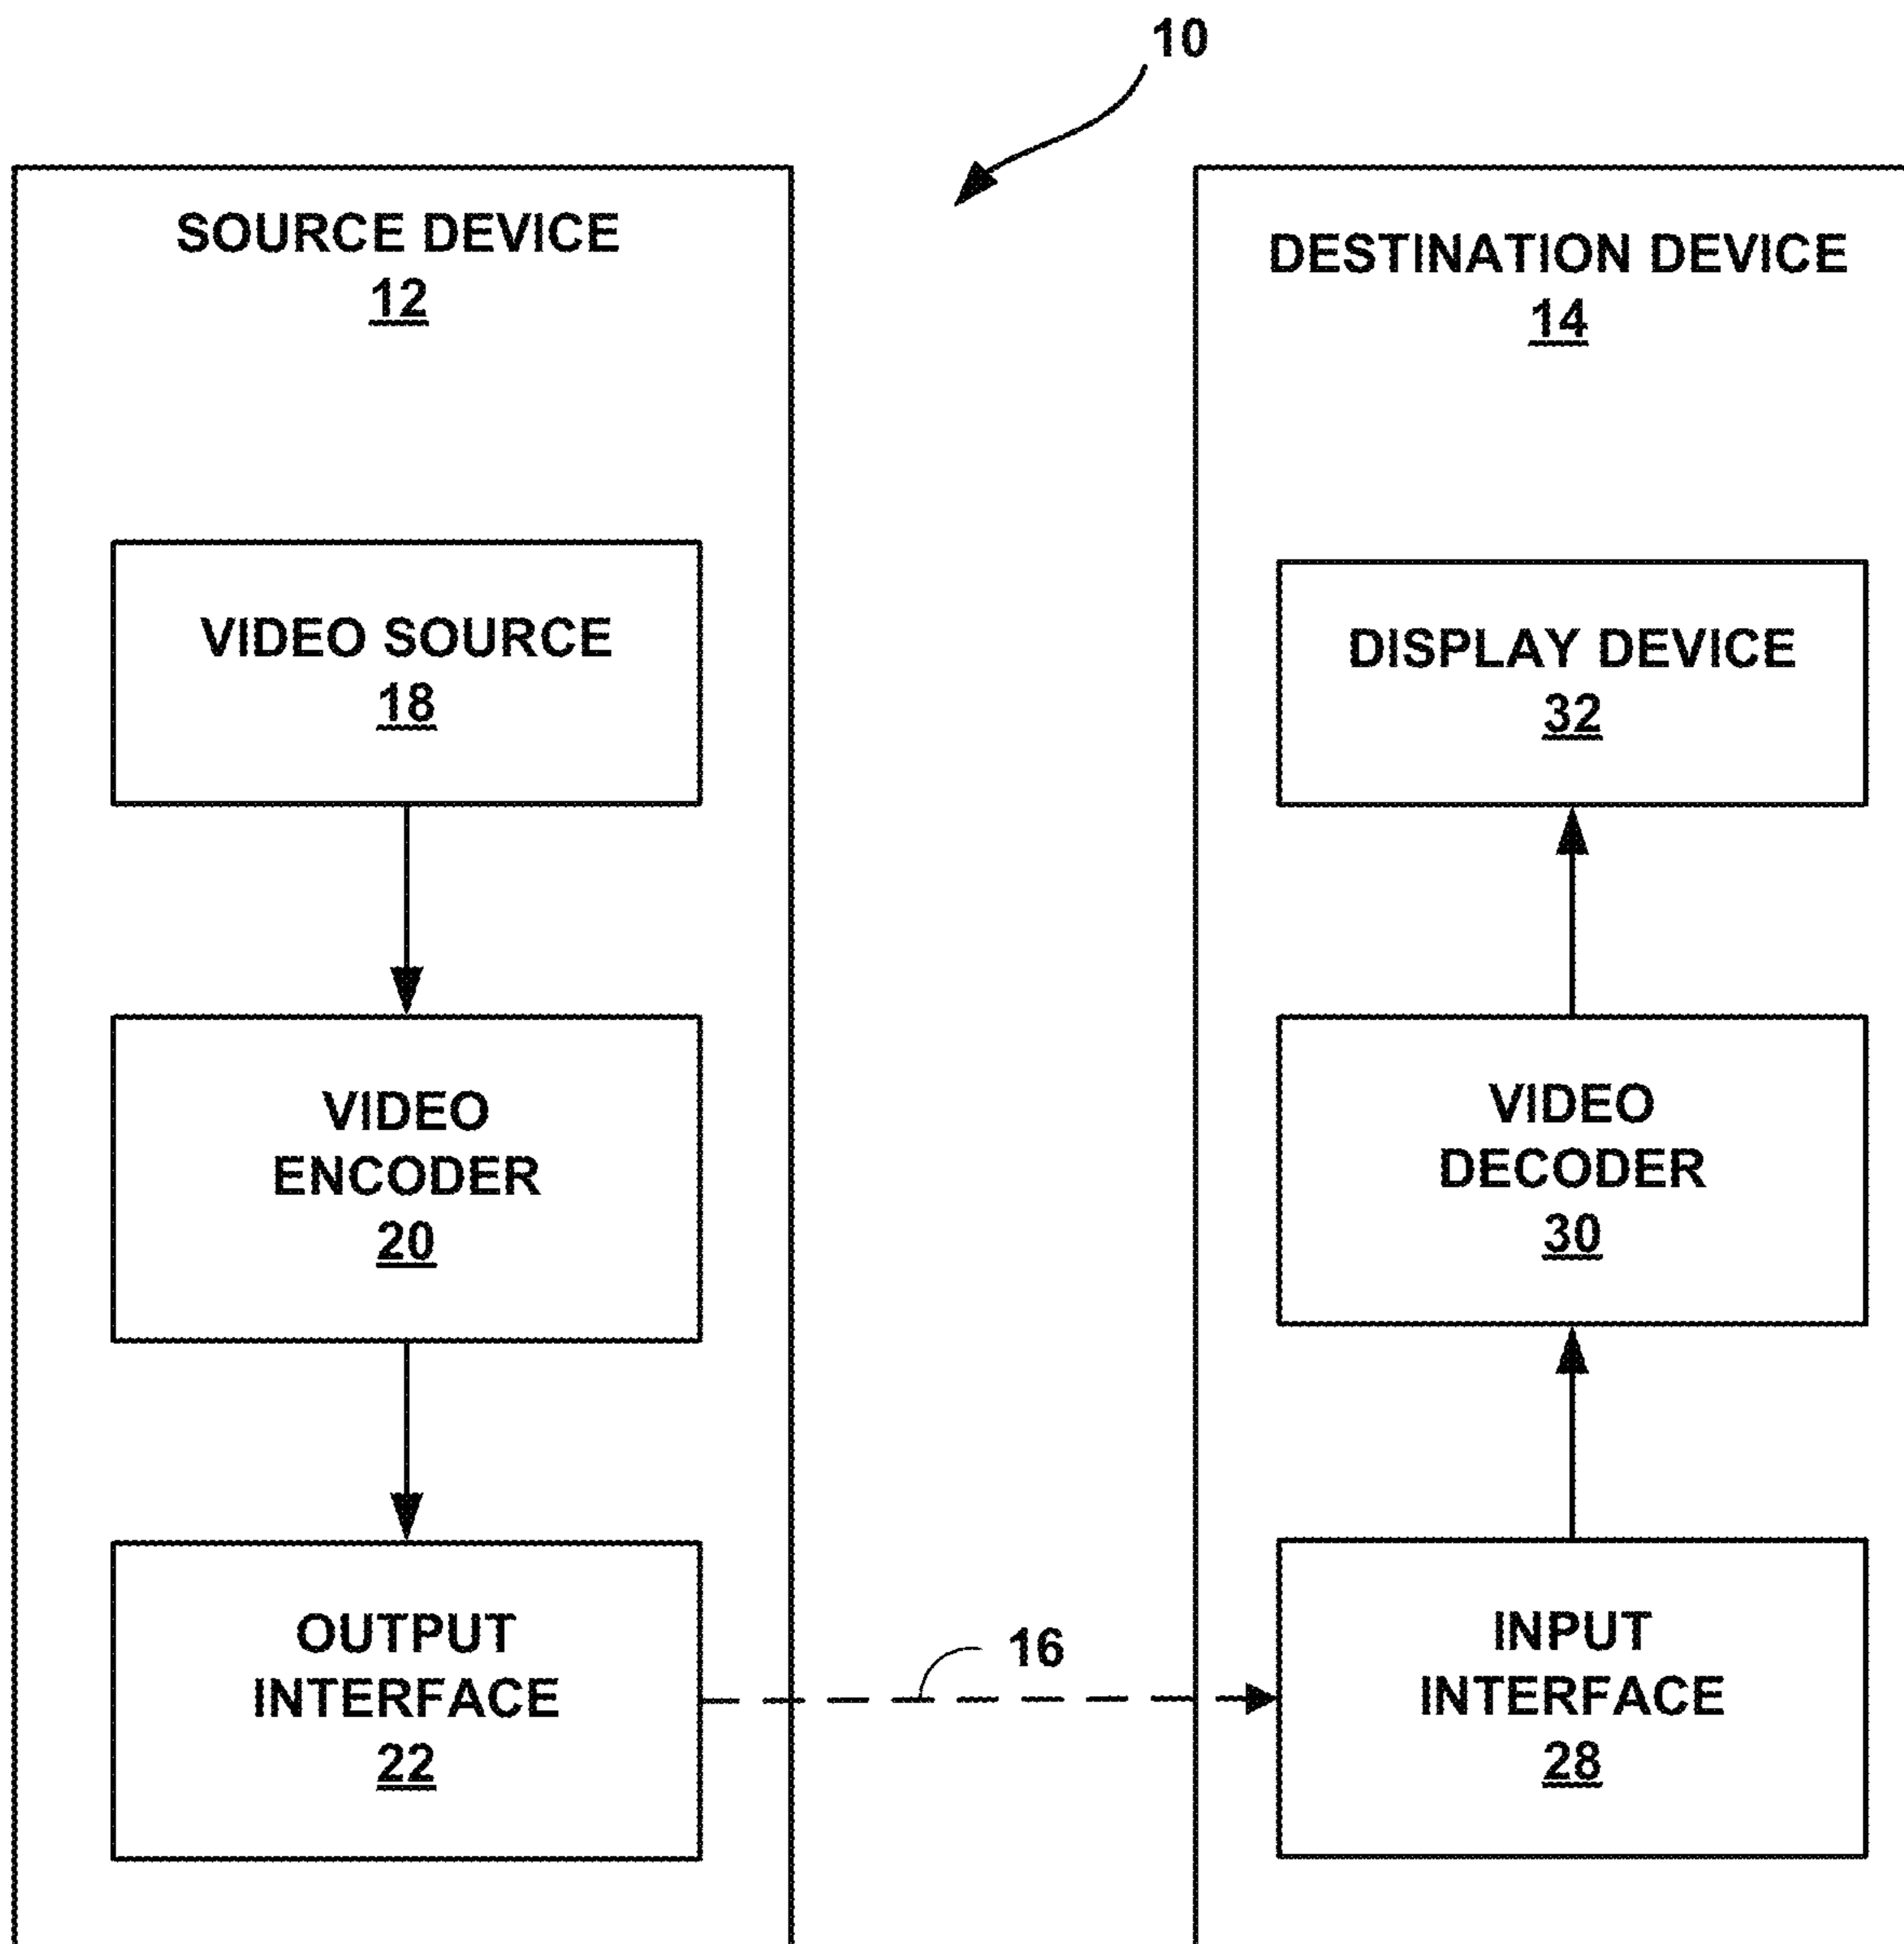 10
SOURCE DEVICE
12
VIDEO SOURCE
18
VIDEO
ENCODER
20
OUTPUT
INTERFACE
22
16
DESTINATION DEVICE
14
DISPLAY DEVICE
32
VIDEO
DECODER
30
INPUT
INTERFACE
28